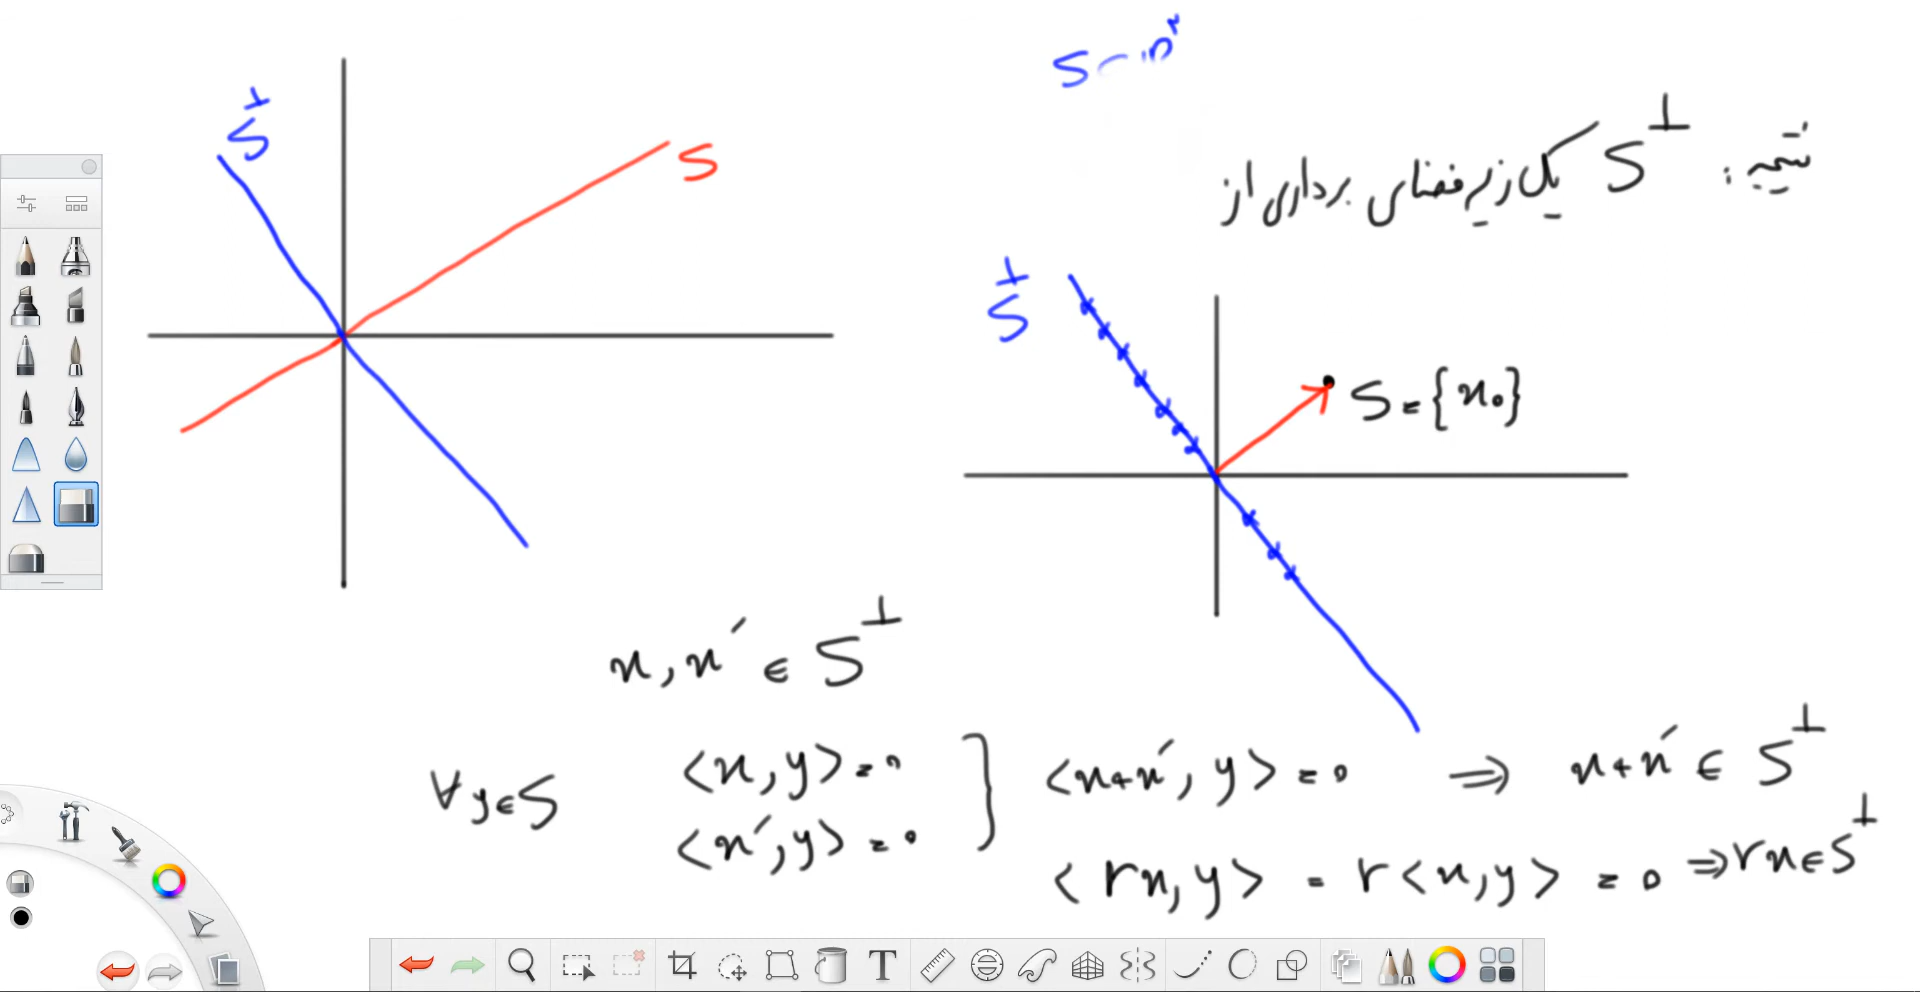 S
نتیجه: S^⊥ یک زیرفضای برداری از
S^⊥
S
S^⊥
S = {x₀}
x, x′ ∈ S^⊥
∀y∈S
<x, y> = 0
<x′, y> = 0
<x+x′, y> = 0 ⇒ x+x′ ∈ S^⊥
<rx, y> = r<x, y> = 0 ⇒ rx ∈ S^⊥
T